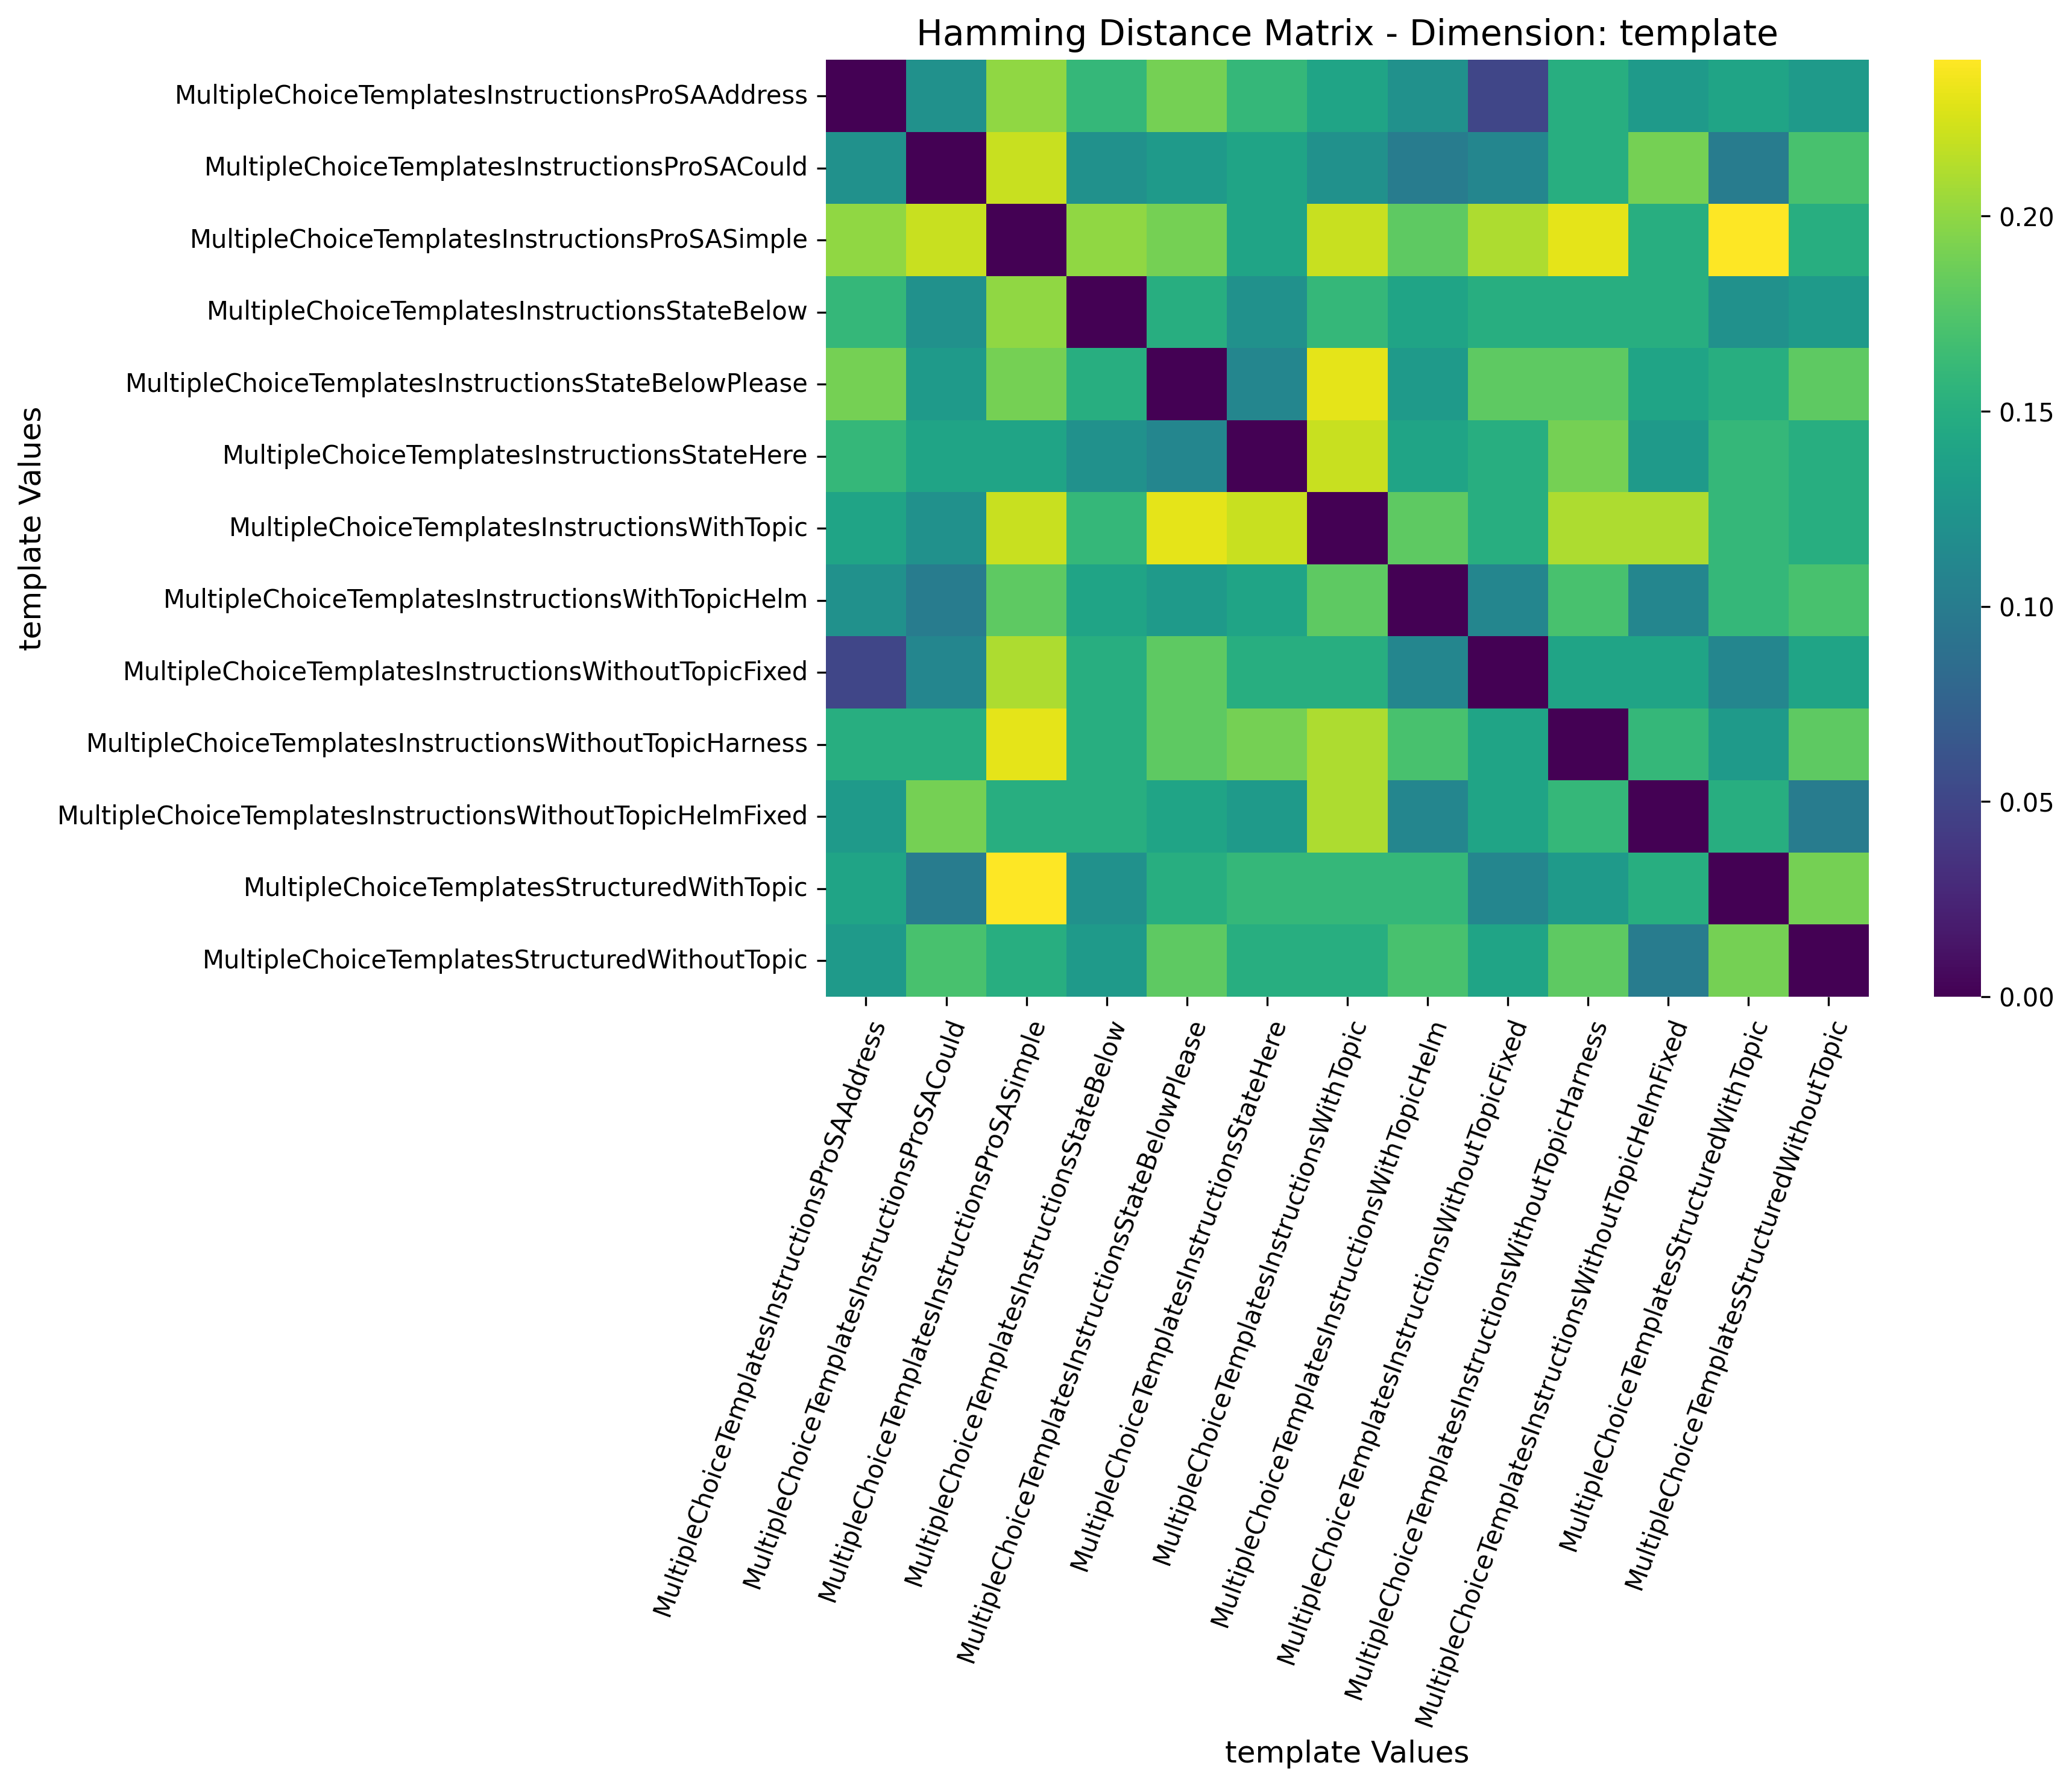 Hamming Distance Matrix - Dimension: template
MultipleChoiceTemplatesInstructionsProSAAddress
MultipleChoiceTemplatesInstructionsProSACould
MultipleChoiceTemplatesInstructionsProSASimple
MultipleChoiceTemplatesInstructionsStateBelow
MultipleChoiceTemplatesInstructionsStateBelowPlease
MultipleChoiceTemplatesInstructionsStateHere
MultipleChoiceTemplatesInstructionsWithTopic
MultipleChoiceTemplatesInstructionsWithTopicHelm
MultipleChoiceTemplatesInstructionsWithoutTopicFixed
MultipleChoiceTemplatesInstructionsWithoutTopicHarness
MultipleChoiceTemplatesInstructionsWithoutTopicHelmFixed
MultipleChoiceTemplatesStructuredWithTopic
MultipleChoiceTemplatesStructuredWithoutTopic
template Values
0.20
0.15
0.10
0.05
0.00
MultipleChoiceTemplatesInstructionsProSAAddress
MultipleChoiceTemplatesInstructionsProSACould
MultipleChoiceTemplatesInstructionsProSASimple
MultipleChoiceTemplatesInstructionsStateBelow
MultipleChoiceTemplatesInstructionsStateBelowPlease
MultipleChoiceTemplatesInstructionsStateHere
MultipleChoiceTemplatesInstructionsWithTopic
MultipleChoiceTemplatesInstructionsWithTopicHelm
MultipleChoiceTemplatesInstructionsWithoutTopicFixed
MultipleChoiceTemplatesInstructionsWithoutTopicHarness
MultipleChoiceTemplatesInstructionsWithoutTopicHelmFixed
MultipleChoiceTemplatesStructuredWithTopic
MultipleChoiceTemplatesStructuredWithoutTopic
template Values